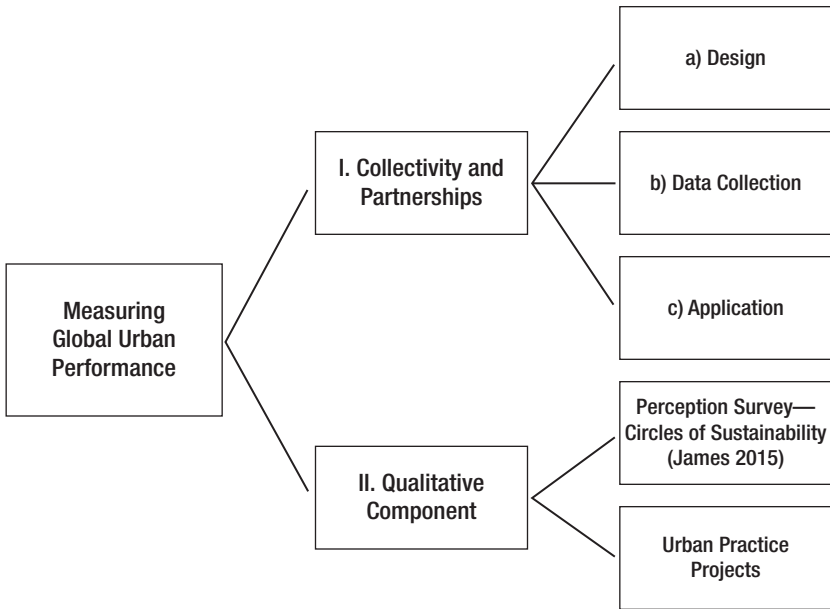 Measuring
Global Urban
Performance
I. Collectivity and
Partnerships
a) Design
b) Data Collection
c) Application
II. Qualitative
Component
Perception Survey—
Circles of Sustainability
(James 2015)
Urban Practice
Projects